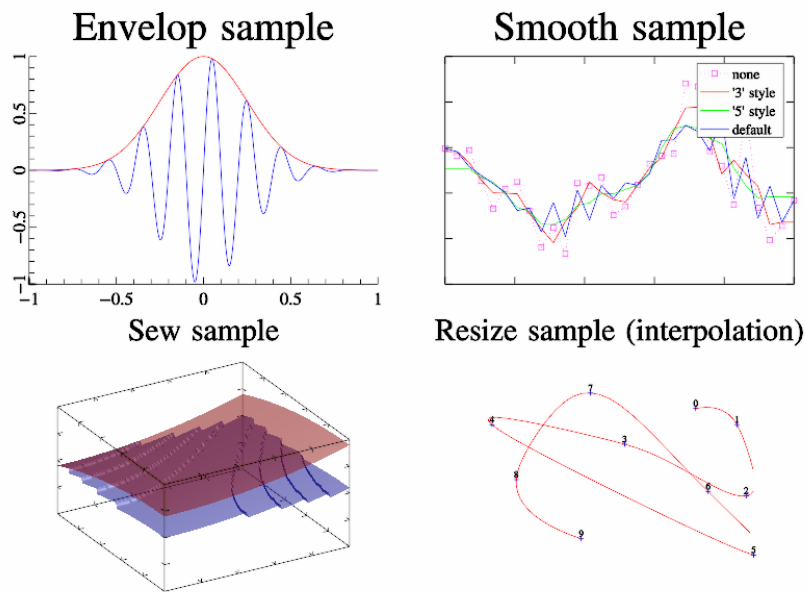 Envelop sample
1
0.5
0
−0.5
−1
−1
−0.5
0
0.5
1
Smooth sample
none
'3' style
'5' style
default
Sew sample
Resize sample (interpolation)
7
0
4
1
3
8
6
2
9
5